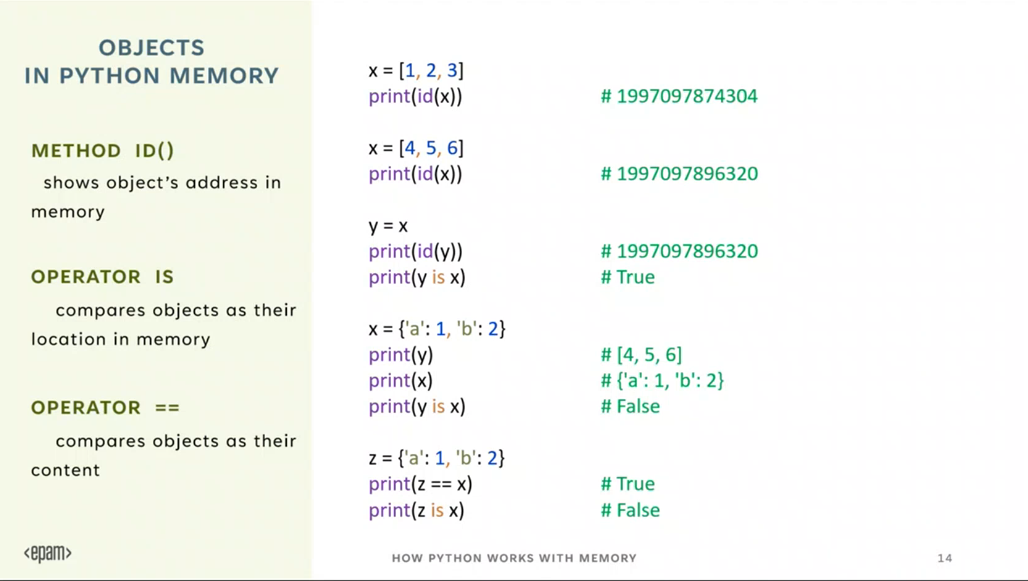 OBJECTS
IN PYTHON MEMORY
METHOD ID()
shows object's address in
memory
OPERATOR IS
compares objects as their
location in memory
OPERATOR ==
compares objects as their
content
<epam>
x = [1, 2, 3]
print(id(x)) # 1997097874304
x = [4, 5, 6]
print(id(x)) # 1997097896320
y = x
print(id(y)) # 1997097896320
print(y is x) # True
x = {'a': 1, 'b': 2}
print(y) # [4, 5, 6]
print(x) # {'a': 1, 'b': 2}
print(y is x) # False
z = {'a': 1, 'b': 2}
print(z == x) # True
print(z is x) # False
HOW PYTHON WORKS WITH MEMORY 14